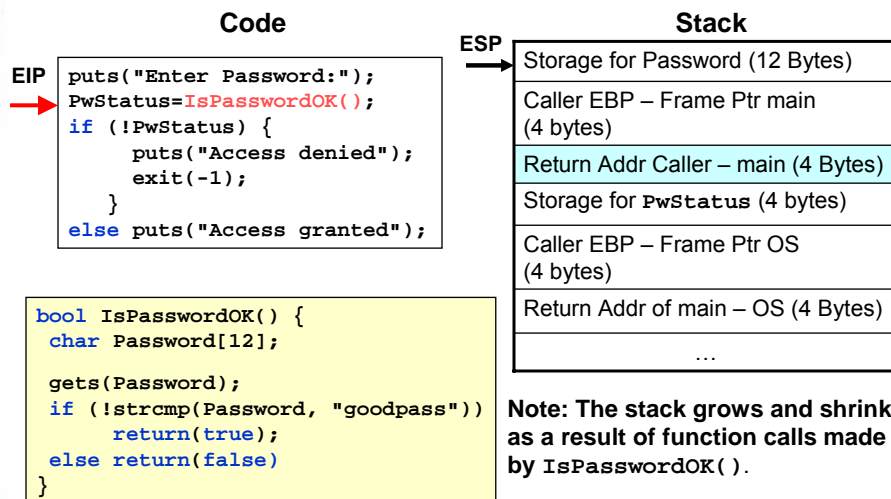 Code
EIP
puts("Enter Password:");
PwStatus=IsPasswordOK();
if (!PwStatus) {
puts("Access denied");
exit(-1);
}
else puts("Access granted");
bool IsPasswordOK() {
char Password[12];
gets(Password);
if (!strcmp(Password, "goodpass"))
return(true);
else return(false)
}
Stack
ESP
Storage for Password (12 Bytes)
Caller EBP – Frame Ptr main
(4 bytes)
Return Addr Caller – main (4 Bytes)
Storage for PwStatus (4 bytes)
Caller EBP – Frame Ptr OS
(4 bytes)
Return Addr of main – OS (4 Bytes)
…
Note: The stack grows and shrink
as a result of function calls made
by IsPasswordOK().